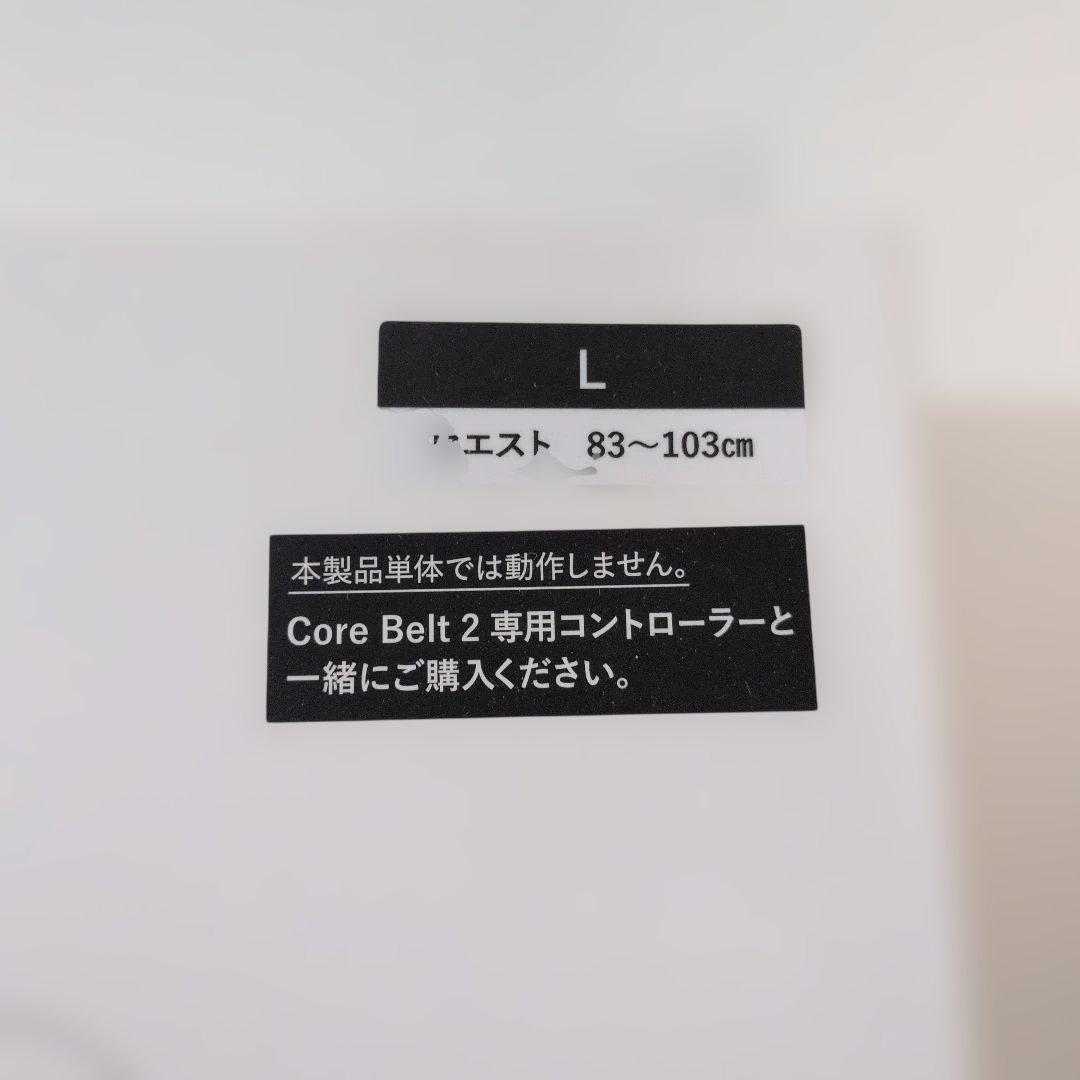 L
エスト 83〜103㎝
本製品単体では動作しません。
Core Belt 2 専用コントローラーと
一緒にご購入ください。